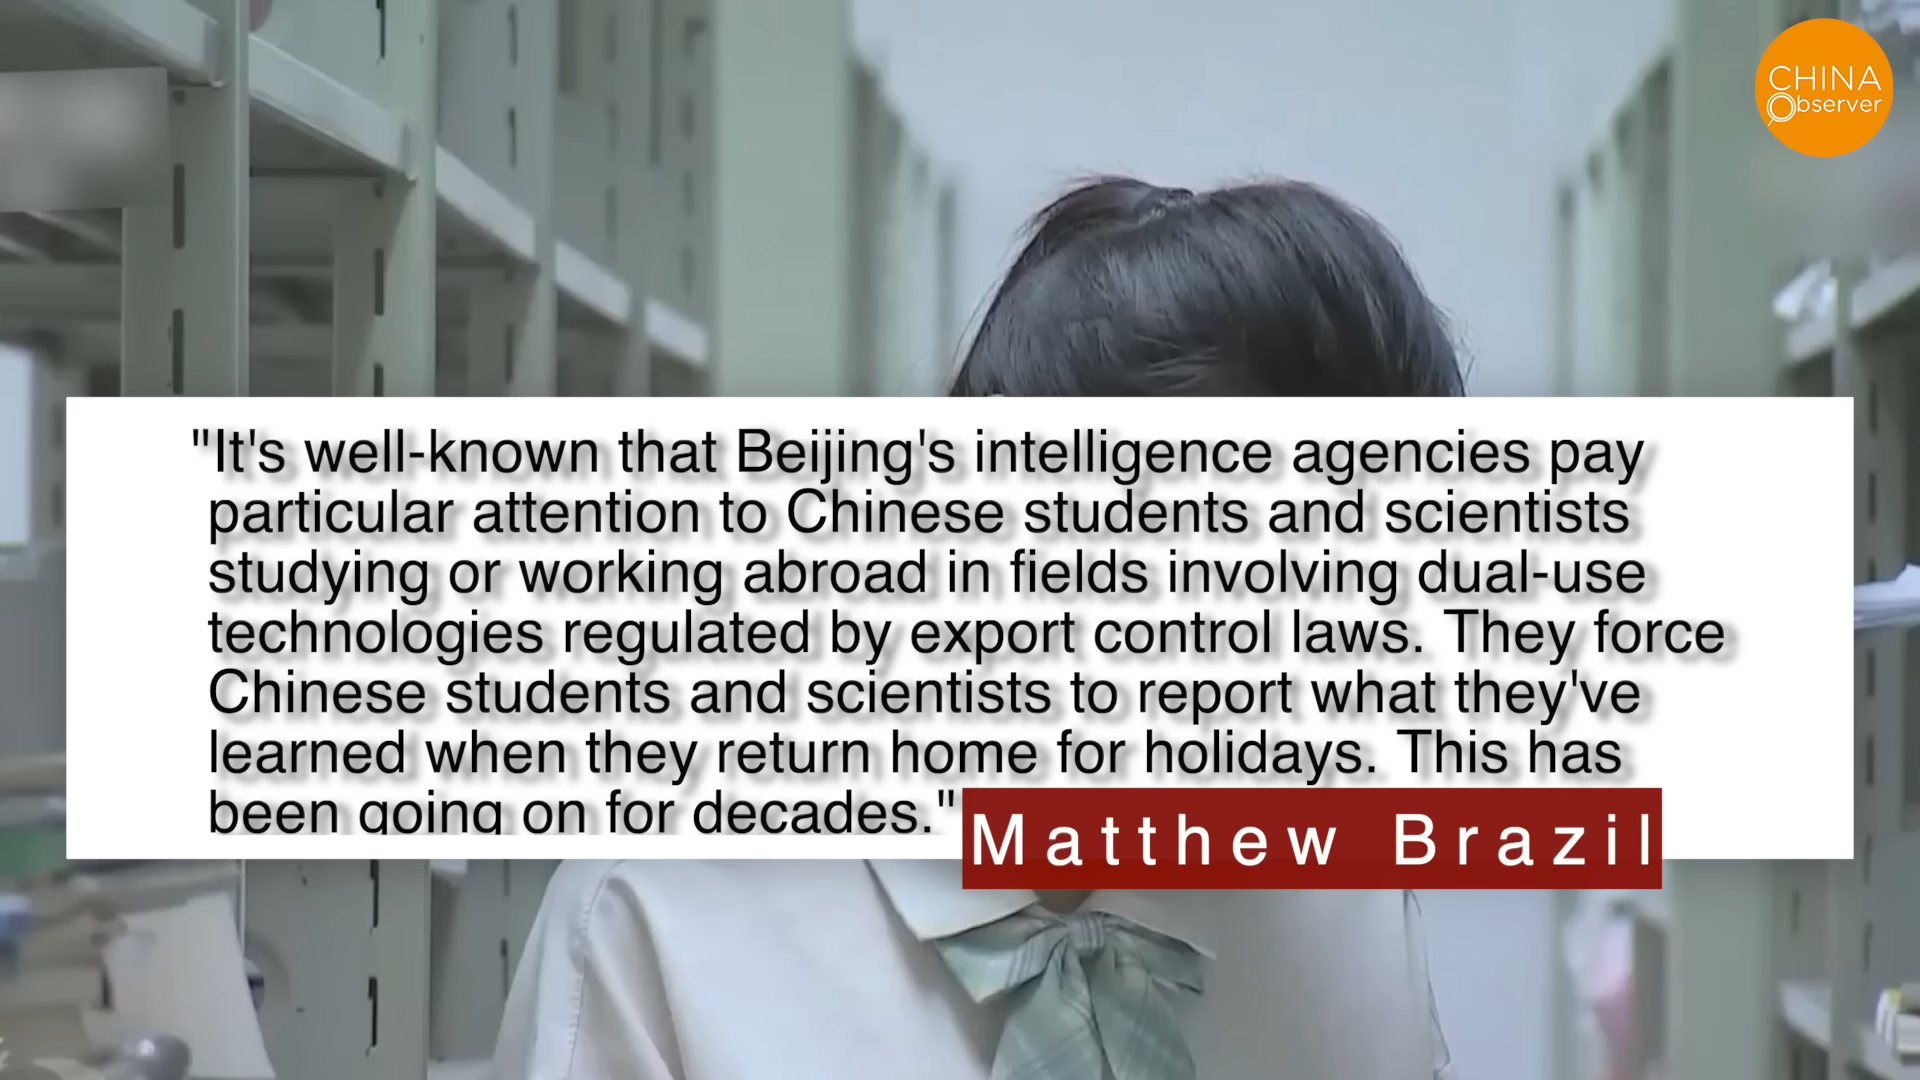 CHINA
Observer
"It's well-known that Beijing's intelligence agencies pay
particular attention to Chinese students and scientists
studying or working abroad in fields involving dual-use
technologies regulated by export control laws. They force
Chinese students and scientists to report what they've
learned when they return home for holidays. This has
been going on for decades."
Matthew Brazil